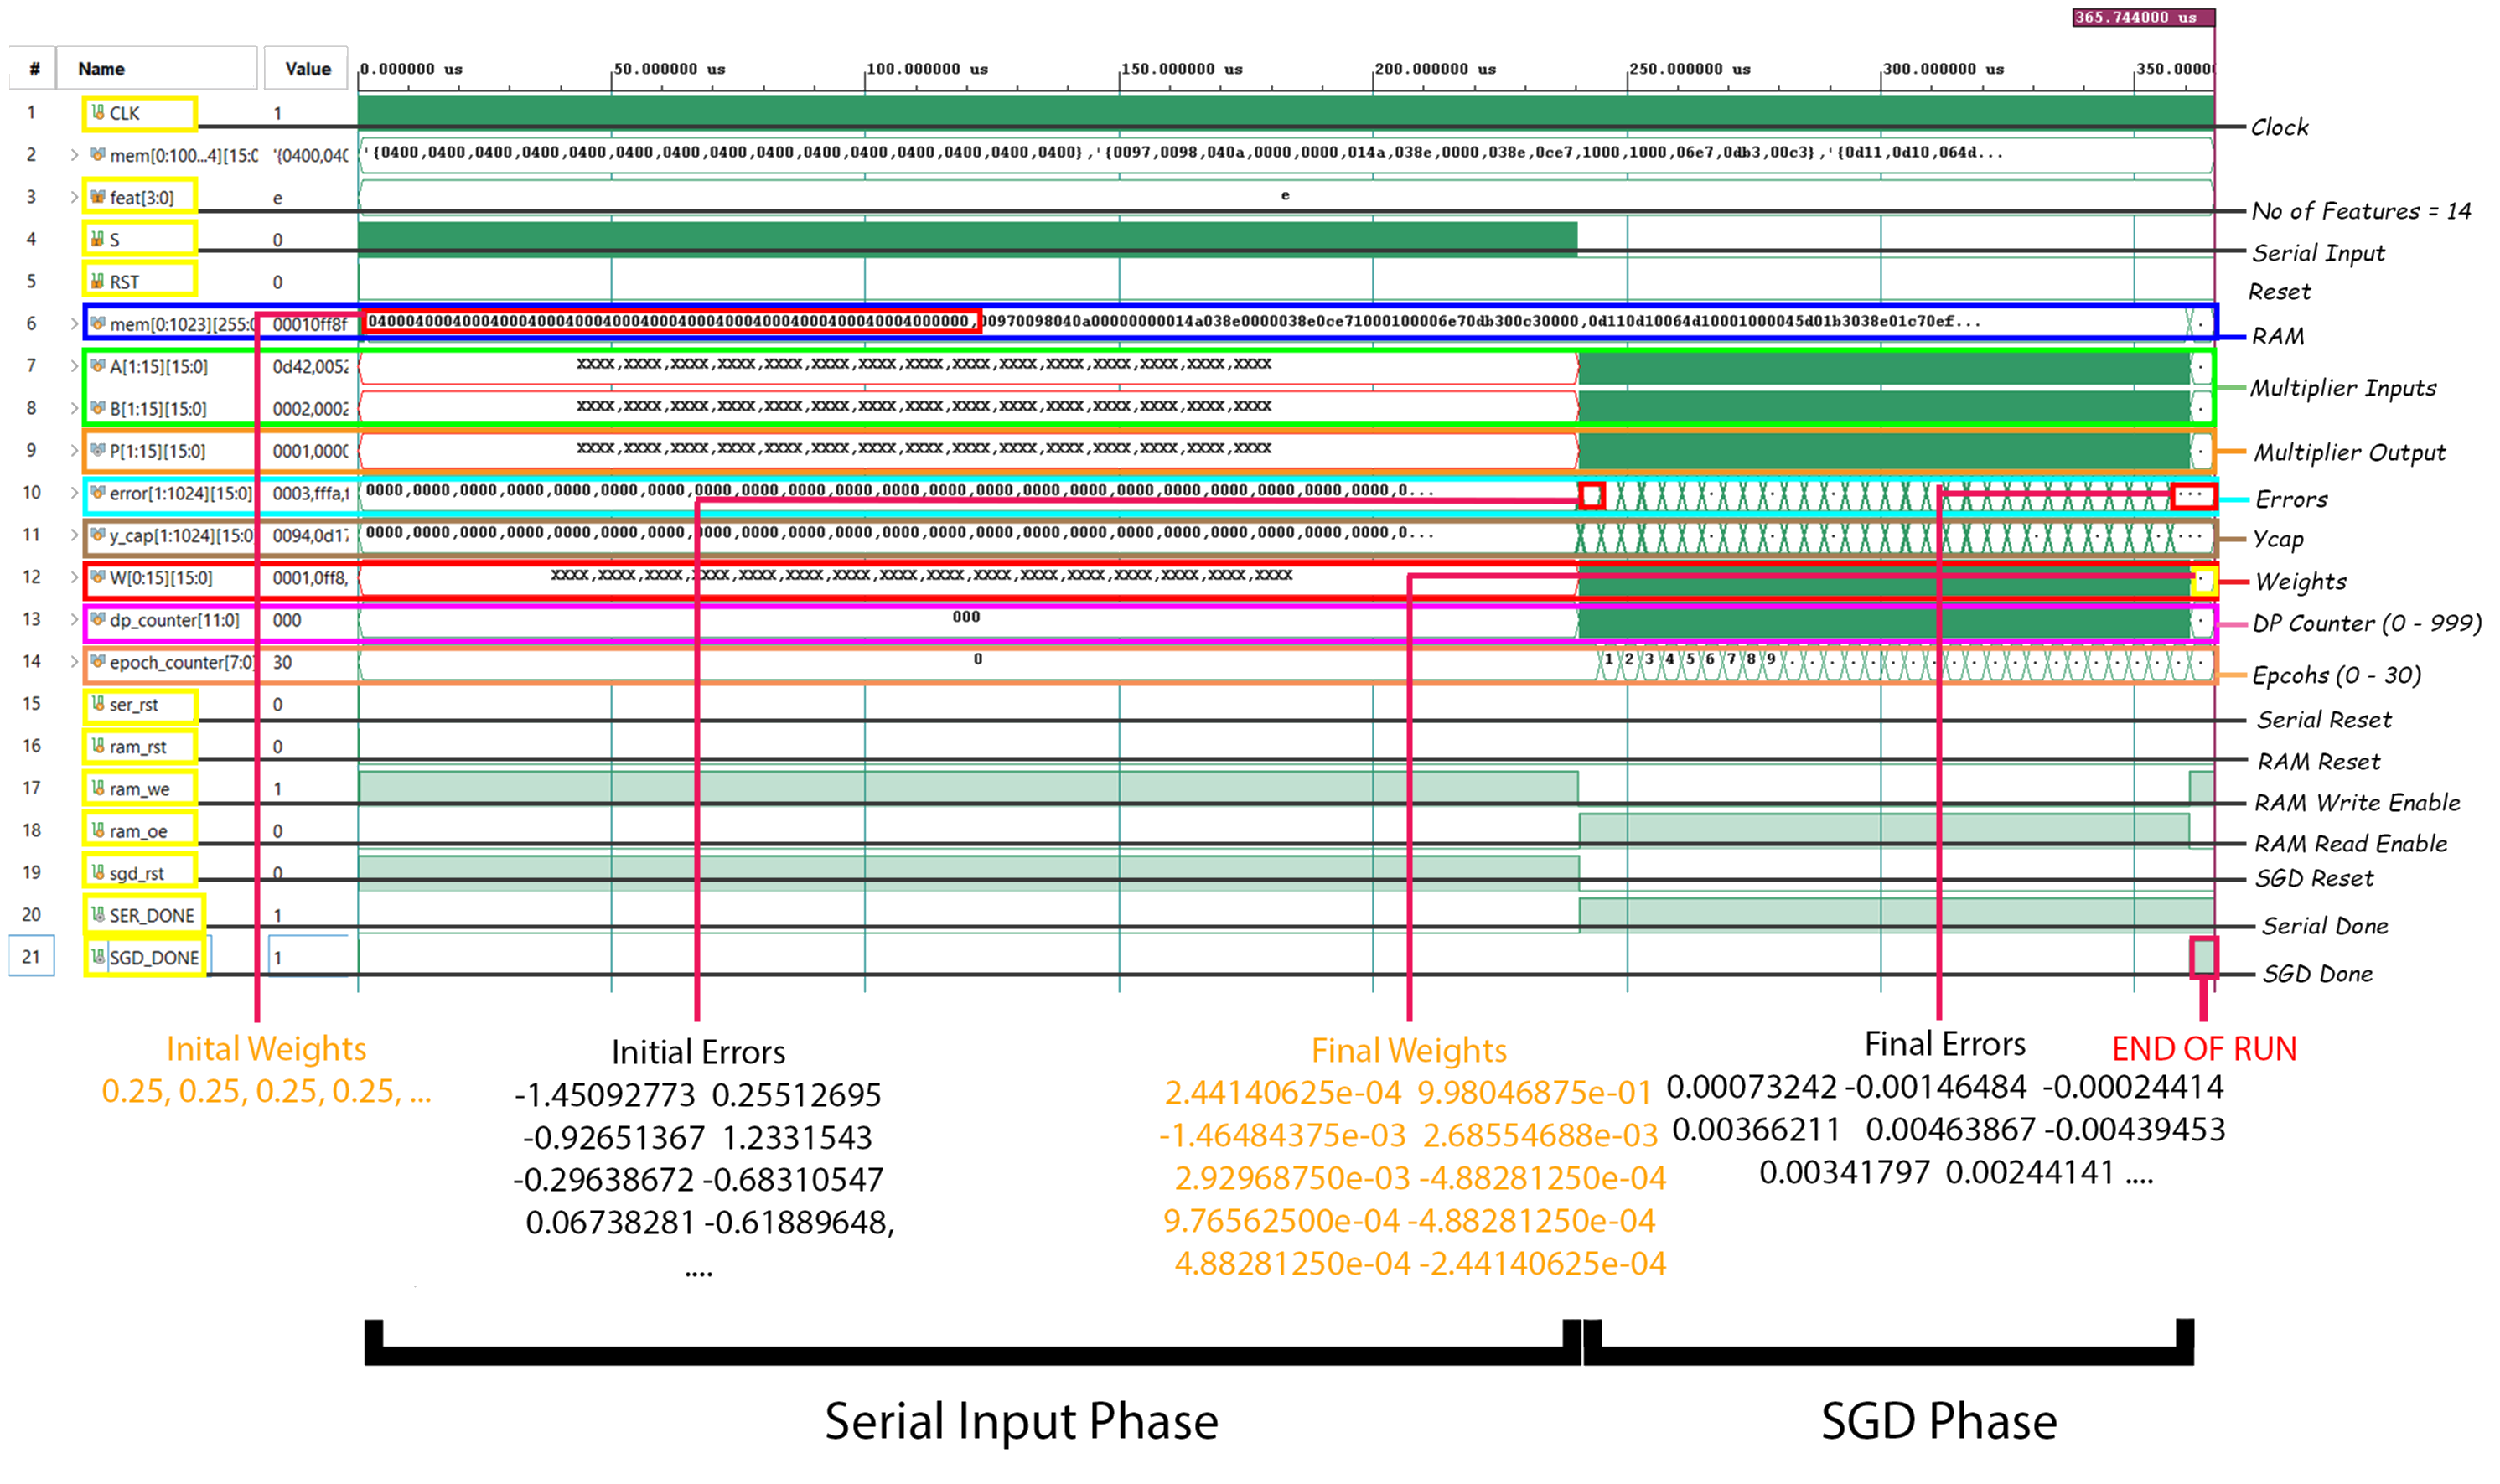 365.744000 us
# Name Value 0.000000 us 50.000000 us 100.000000 us 150.000000 us 200.000000 us 250.000000 us 300.000000 us 350.0000
1 CLK 1 Clock
2 mem[0:100...4][15:0 '{0400,040 '{0400,0400,0400,0400,0400,0400,0400,0400,0400,0400,0400,0400,0400,0400,0400},'{0097,0098,040a,0000,0000,014a,038e,0000,038e,0ce7,1000,1000,06e7,0db3,00c3},'{0d11,0d10,064d...
3 feat[3:0] e e No of Features = 14
4 S 0 Serial Input
5 RST 0 Reset
6 mem[0:1023][255:0 00010ff8f 0400040004000400040004000400040004000400040004000400040004000000,00970098040a00000000014a038e0000038e0ce71000100006e70db300c30000,0d110d10064d10001000045d01b3038e01c70ef... . RAM
7 A[1:15][15:0] 0d42,0052 XXXX,XXXX,XXXX,XXXX,XXXX,XXXX,XXXX,XXXX,XXXX,XXXX,XXXX,XXXX,XXXX,XXXX,XXXX .
Multiplier Inputs
8 B[1:15][15:0] 0002,0002 XXXX,XXXX,XXXX,XXXX,XXXX,XXXX,XXXX,XXXX,XXXX,XXXX,XXXX,XXXX,XXXX,XXXX,XXXX .
9 P[1:15][15:0] 0001,0000 XXXX,XXXX,XXXX,XXXX,XXXX,XXXX,XXXX,XXXX,XXXX,XXXX,XXXX,XXXX,XXXX,XXXX,XXXX . Multiplier Output
10 error[1:1024][15:0] 0003,fffa,f 0000,0000,0000,0000,0000,0000,0000,0000,0000,0000,0000,0000,0000,0000,0000,0000,0000,0000,0000,0000,0000,0000,0... ... Errors
11 y_cap[1:1024][15:0 0094,0d17 0000,0000,0000,0000,0000,0000,0000,0000,0000,0000,0000,0000,0000,0000,0000,0000,0000,0000,0000,0000,0000,0000,0... ... Ycap
12 W[0:15][15:0] 0001,0ff8, XXXX,XXXX,XXXX,XXXX,XXXX,XXXX,XXXX,XXXX,XXXX,XXXX,XXXX,XXXX,XXXX,XXXX,XXXX,XXXX . Weights
13 dp_counter[11:0] 000 000 . DP Counter (0 - 999)
14 epoch_counter[7:0] 30 0 1 2 3 4 5 6 7 8 9 Epcohs (0 - 30)
15 ser_rst 0 Serial Reset
16 ram_rst 0 RAM Reset
17 ram_we 1 RAM Write Enable
18 ram_oe 0 RAM Read Enable
19 sgd_rst 0 SGD Reset
20 SER_DONE 1 Serial Done
21 SGD_DONE 1 SGD Done
Inital Weights
0.25, 0.25, 0.25, 0.25, ...
Initial Errors
-1.45092773 0.25512695
-0.92651367 1.2331543
-0.29638672 -0.68310547
0.06738281 -0.61889648,
....
Final Weights
2.44140625e-04 9.98046875e-01
-1.46484375e-03 2.68554688e-03
2.92968750e-03 -4.88281250e-04
9.76562500e-04 -4.88281250e-04
4.88281250e-04 -2.44140625e-04
Final Errors
0.00073242 -0.00146484 -0.00024414
0.00366211 0.00463867 -0.00439453
0.00341797 0.00244141 ....
END OF RUN
Serial Input Phase
SGD Phase